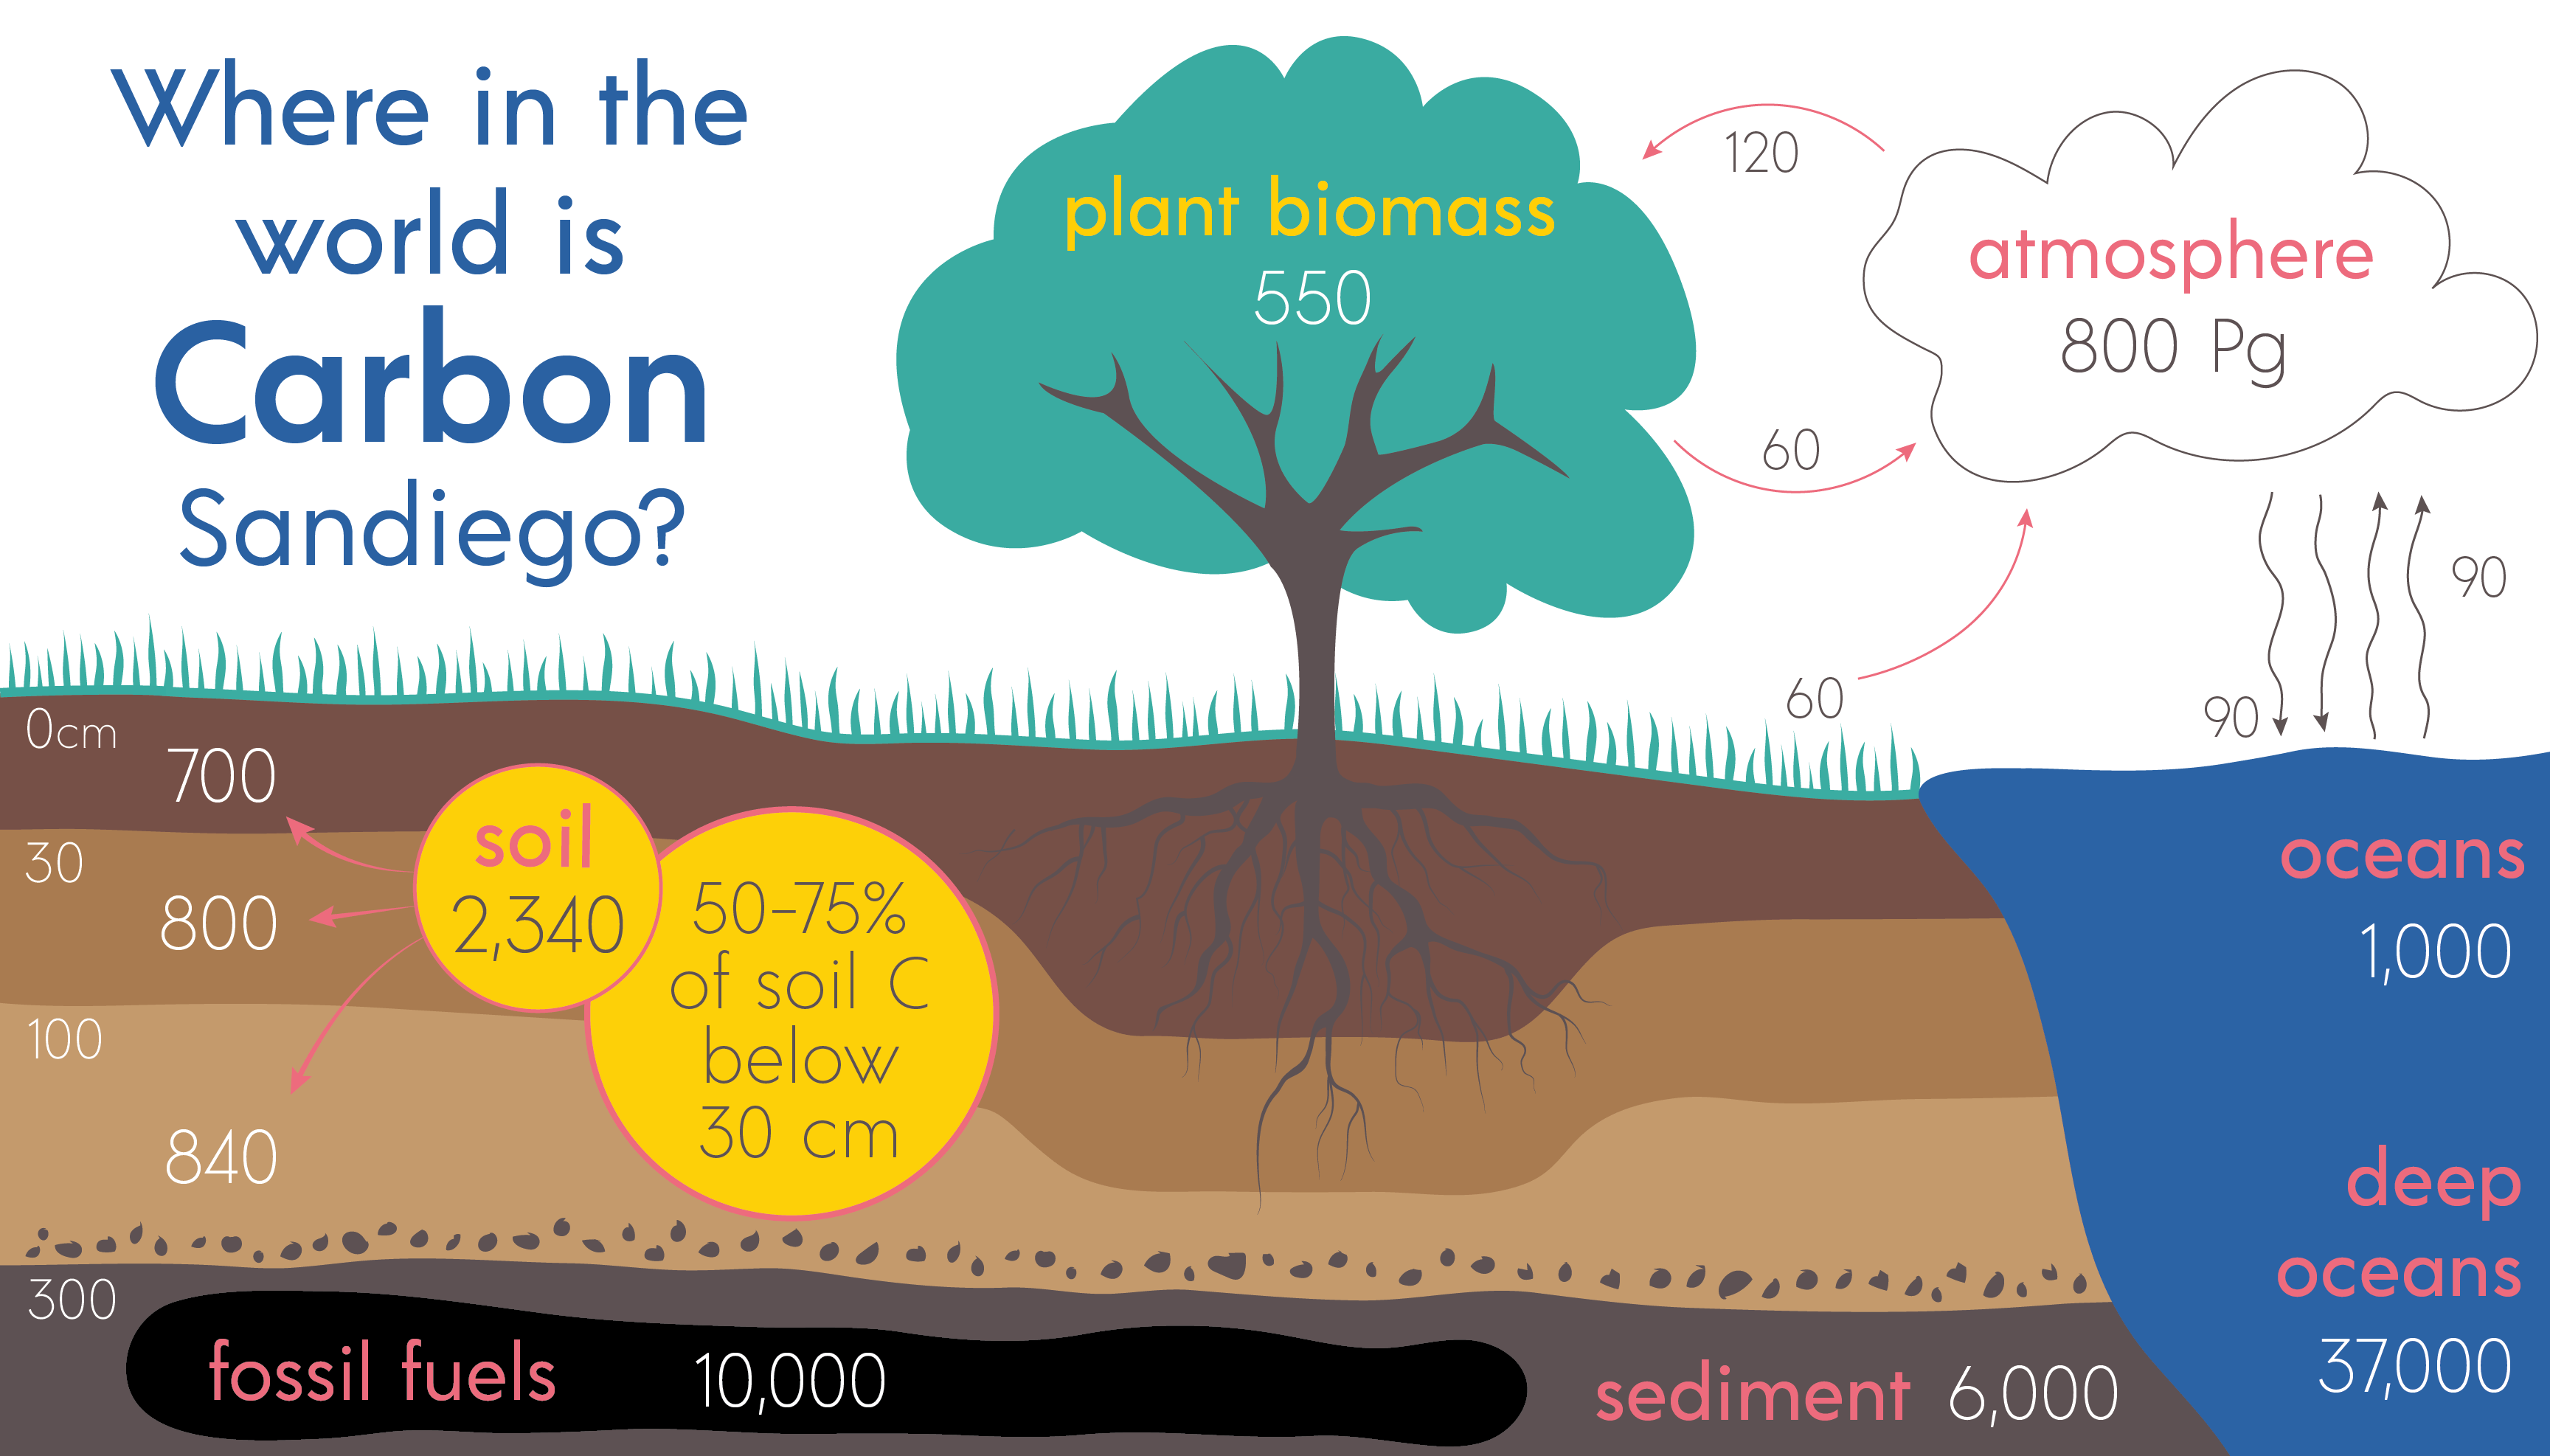 Where in the
world is
Carbon
Sandiego?
plant biomass
550
120
atmosphere
800 Pg
60
60
90
90
0cm
700
30
800
100
840
300
soil
2,340
50-75%
of soil C
below
30 cm
oceans
1,000
deep
oceans
37,000
fossil fuels 10,000
sediment 6,000